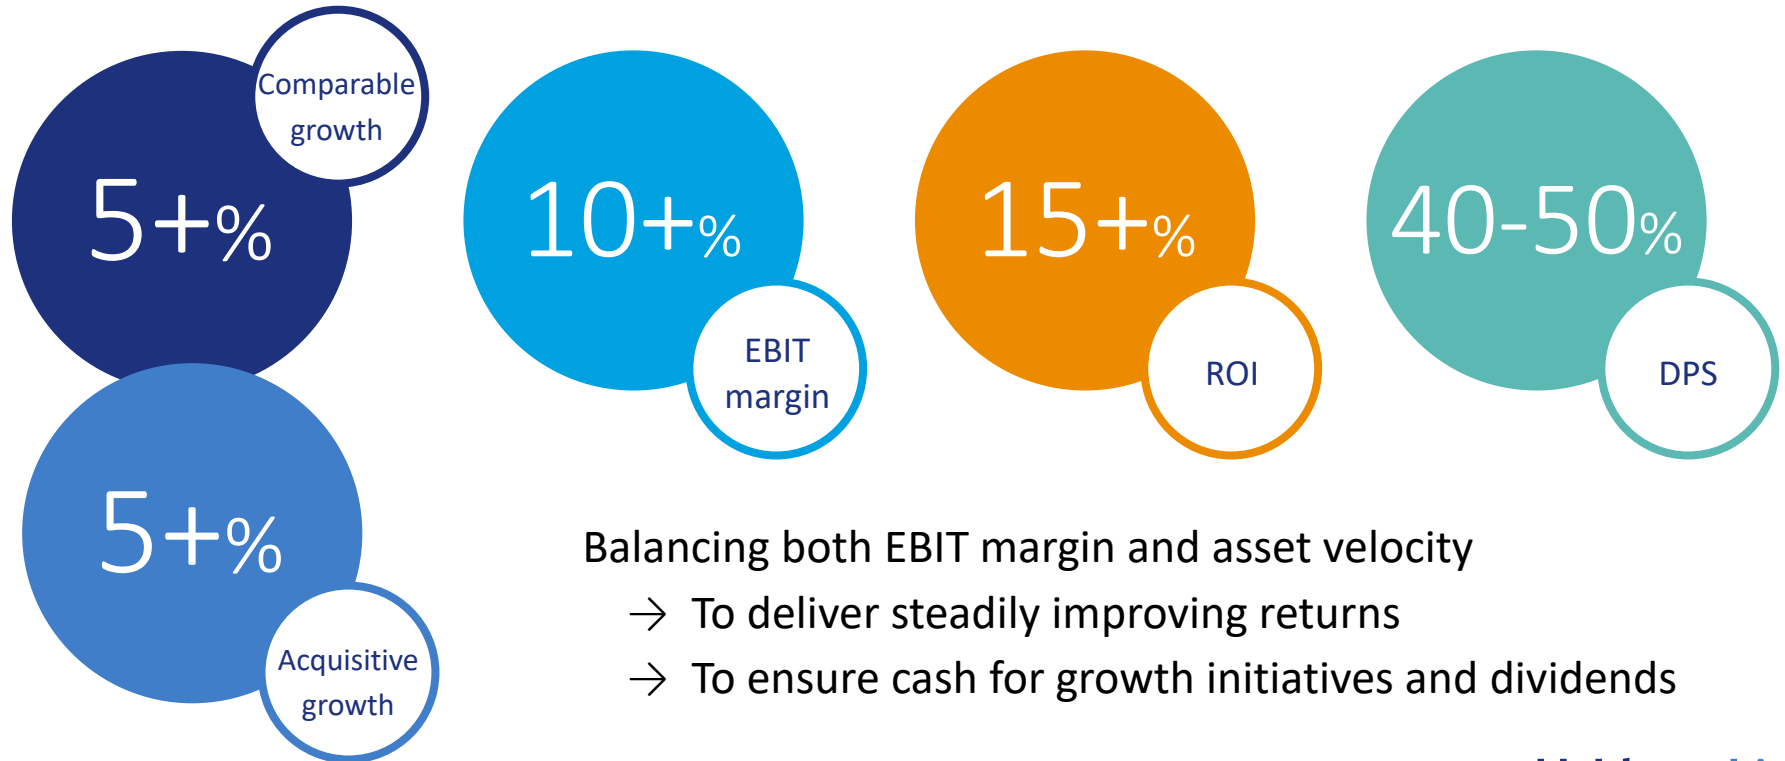 Comparable
growth
5+%
10+%
EBIT
margin
15+%
ROI
40-50%
DPS
5+%
Acquisitive
growth
Balancing both EBIT margin and asset velocity
→ To deliver steadily improving returns
→ To ensure cash for growth initiatives and dividends